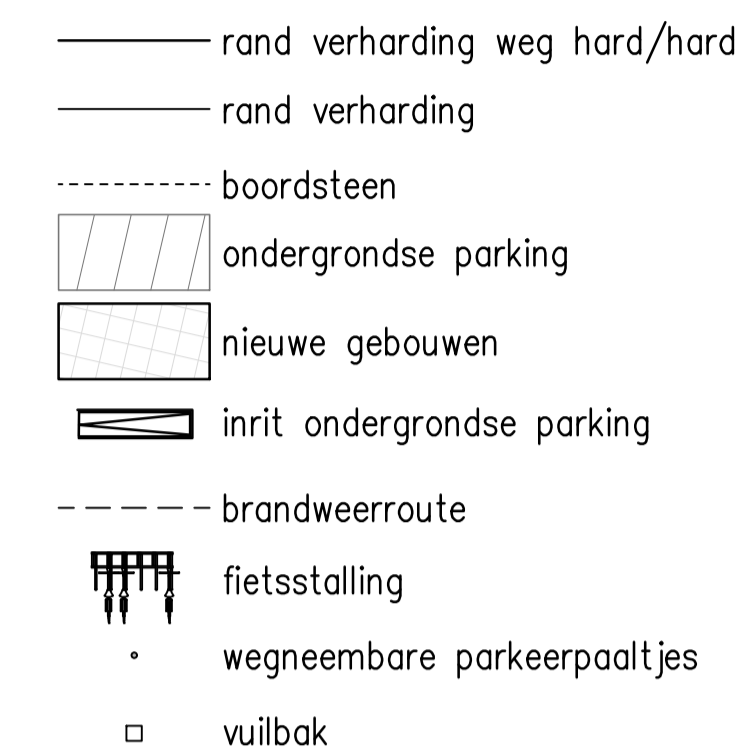 rand verharding weg hard/hard
rand verharding
boordsteen
ondergrondse parking
nieuwe gebouwen
inrit ondergrondse parking
brandweerroute
fietsstalling
wegneembare parkeerpaaltjes
vuilbak